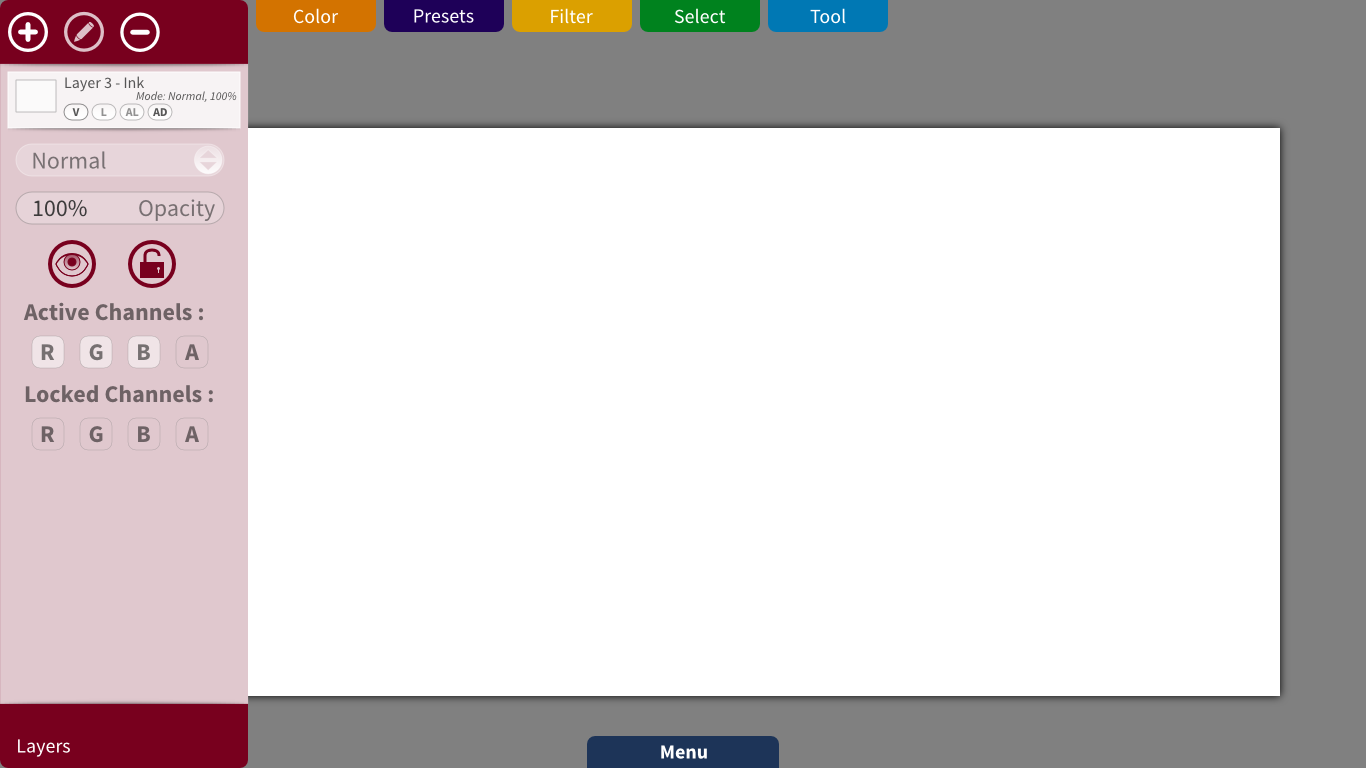 Color Presets Filter Select Tool
Layer 3 - Ink
Mode: Normal, 100%
V L AL AD
Normal
100% Opacity
Active Channels :
R G B A
Locked Channels :
R G B A
Layers
Menu